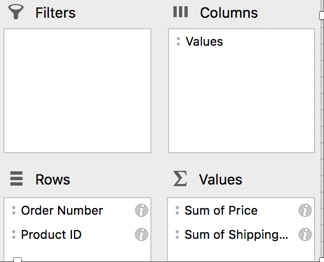 Filters
Columns
Values
Rows
Values
Order Number
Sum of Price
Product ID
Sum of Shipping...